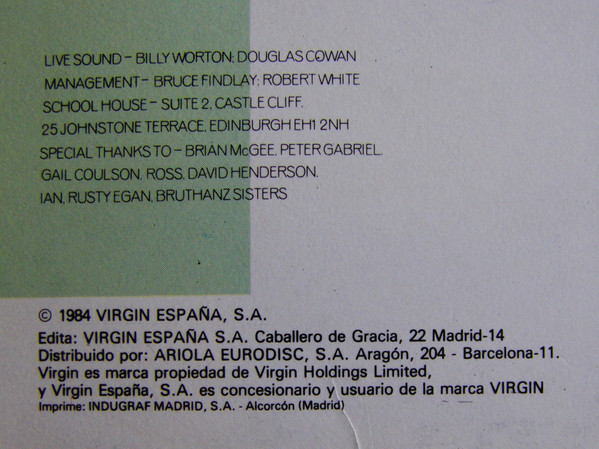 LIVE SOUND – BILLY WORTON; DOUGLAS COWAN
MANAGEMENT – BRUCE FINDLAY; ROBERT WHITE
SCHOOL HOUSE – SUITE 2, CASTLE CLIFF,
25 JOHNSTONE TERRACE, EDINBURGH EH1 2NH
SPECIAL THANKS TO – BRIAN McGEE, PETER GABRIEL,
GAIL COULSON, ROSS, DAVID HENDERSON,
IAN, RUSTY EGAN, BRUTHANZ SISTERS
© 1984 VIRGIN ESPAÑA, S.A.
Edita: VIRGIN ESPAÑA S.A. Caballero de Gracia, 22 Madrid-14
Distribuido por: ARIOLA EURODISC, S.A. Aragón, 204 - Barcelona-11.
Virgin es marca propiedad de Virgin Holdings Limited,
y Virgin España, S.A. es concesionario y usuario de la marca VIRGIN
Imprime: INDUGRAF MADRID, S.A. - Alcorcón (Madrid)